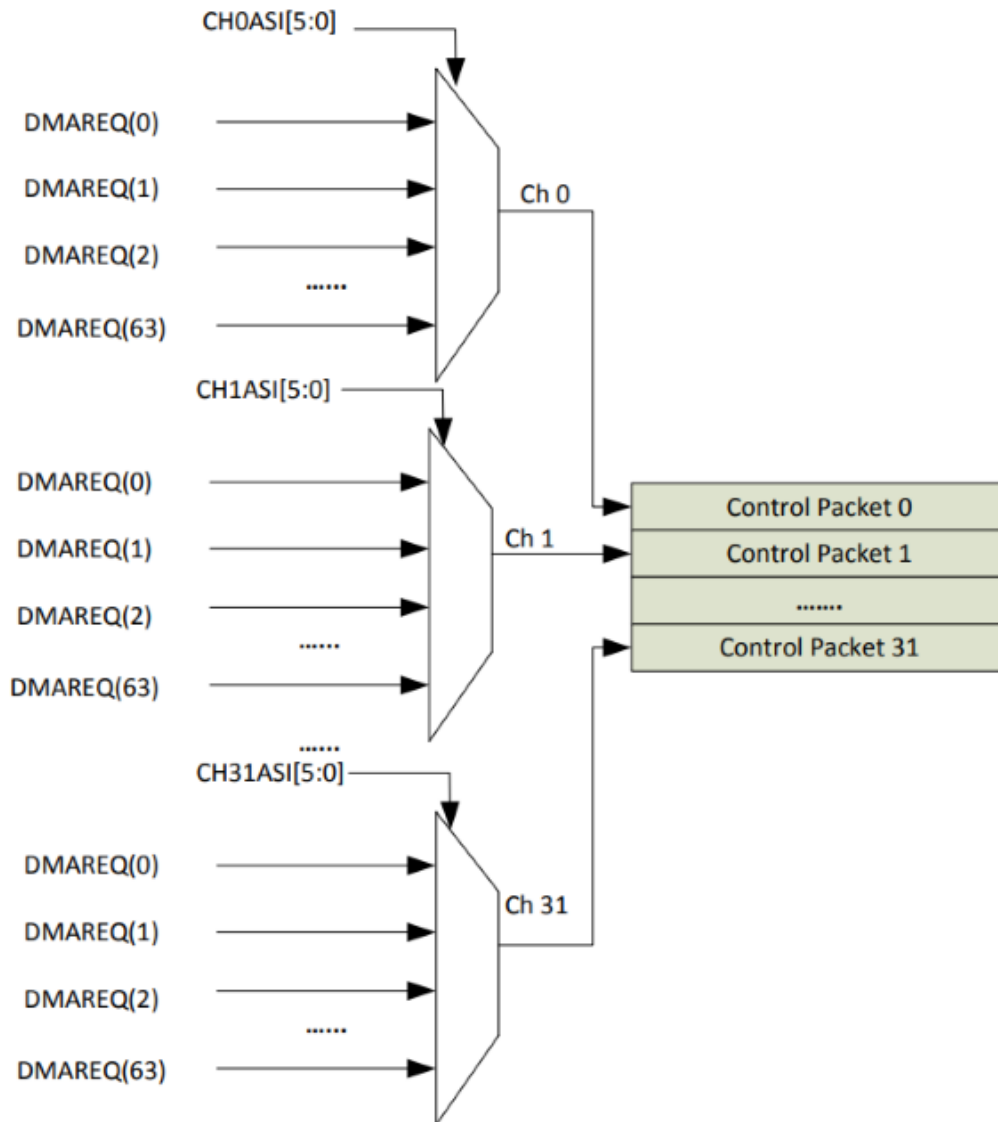 CH0ASI[5:0]
DMAREQ(0)
DMAREQ(1)
DMAREQ(2)
......
DMAREQ(63)
Ch 0
CH1ASI[5:0]
DMAREQ(0)
DMAREQ(1)
DMAREQ(2)
......
DMAREQ(63)
Ch 1
......
CH31ASI[5:0]
DMAREQ(0)
DMAREQ(1)
DMAREQ(2)
......
DMAREQ(63)
Ch 31
Control Packet 0
Control Packet 1
.......
Control Packet 31